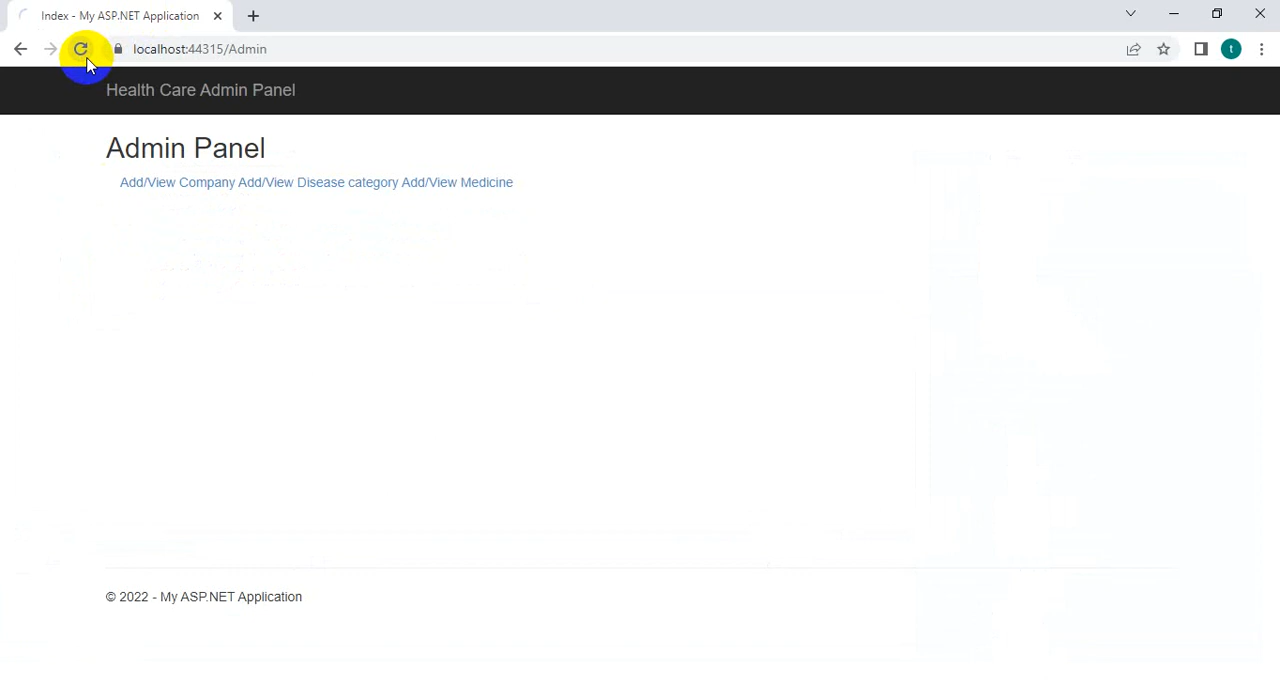 Index - My ASP.NET Application
localhost:44315/Admin
t
Health Care Admin Panel
Admin Panel
Add/View Company Add/View Disease category Add/View Medicine
© 2022 - My ASP.NET Application